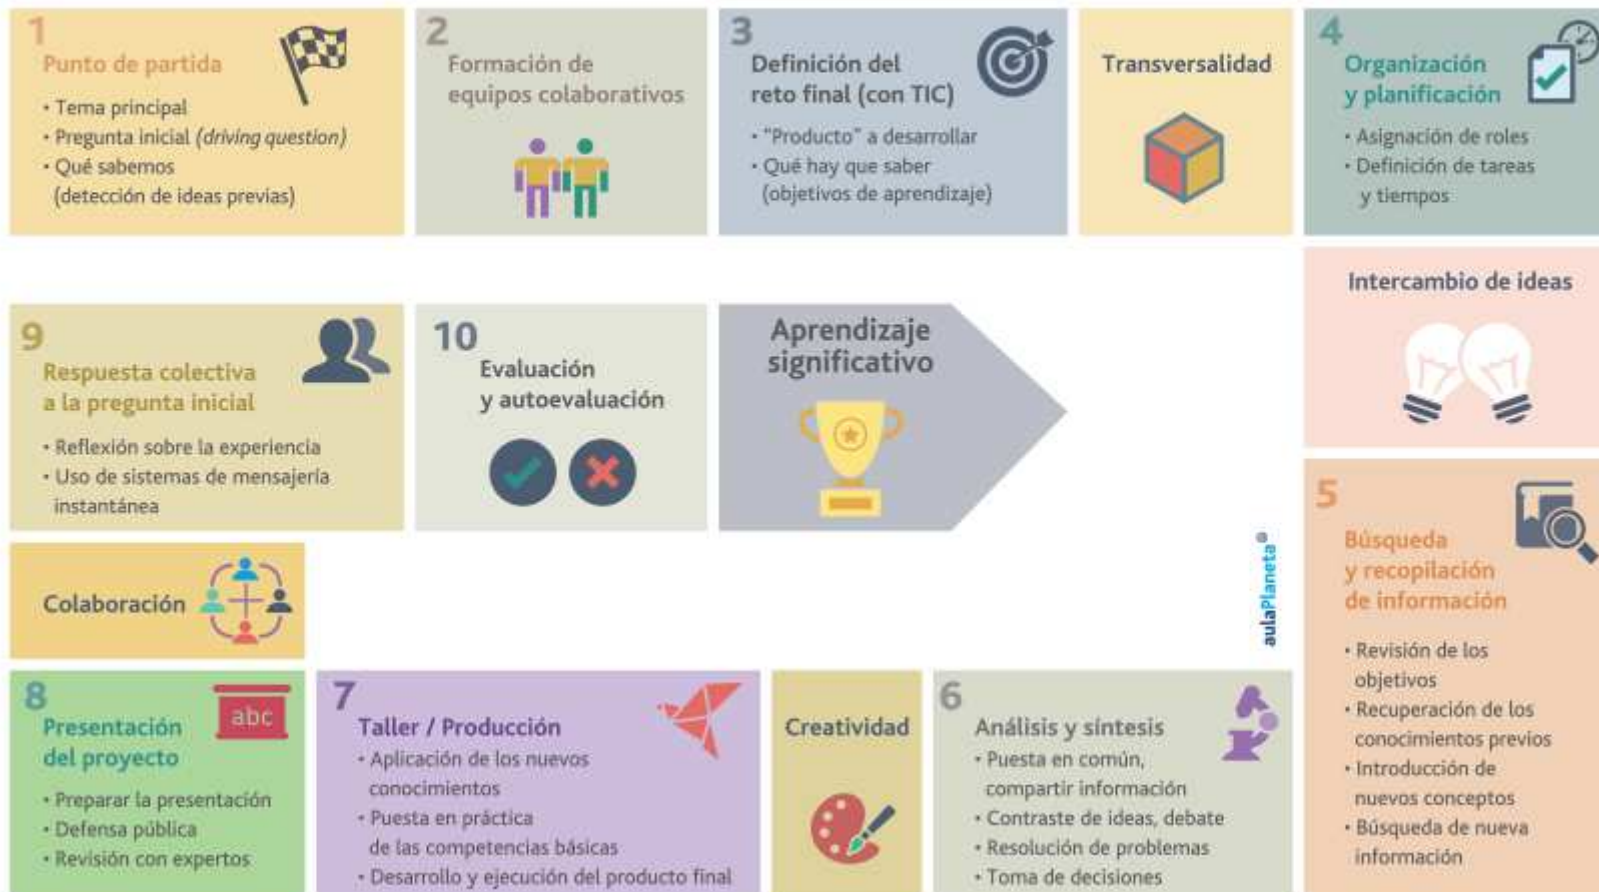 1
Punto de partida
• Tema principal
• Pregunta inicial (driving question)
• Qué sabemos
(detección de ideas previas)
2
Formación de
equipos colaborativos
3
Definición del
reto final (con TIC)
• "Producto" a desarrollar
• Qué hay que saber
(objetivos de aprendizaje)
Transversalidad
4
Organización
y planificación
• Asignación de roles
• Definición de tareas
y tiempos
Intercambio de ideas
5
Búsqueda
y recopilación
de información
• Revisión de los
objetivos
• Recuperación de los
conocimientos previos
• Introducción de
nuevos conceptos
• Búsqueda de nueva
información
6
Análisis y síntesis
• Puesta en común,
compartir información
• Contraste de ideas, debate
• Resolución de problemas
• Toma de decisiones
Creatividad
7
Taller / Producción
• Aplicación de los nuevos
conocimientos
• Puesta en práctica
de las competencias básicas
• Desarrollo y ejecución del producto final
8
abc
Presentación
del proyecto
• Preparar la presentación
• Defensa pública
• Revisión con expertos
Colaboración
9
Respuesta colectiva
a la pregunta inicial
• Reflexión sobre la experiencia
• Uso de sistemas de mensajería
instantánea
10
Evaluación
y autoevaluación
Aprendizaje
significativo
aulaPlaneta